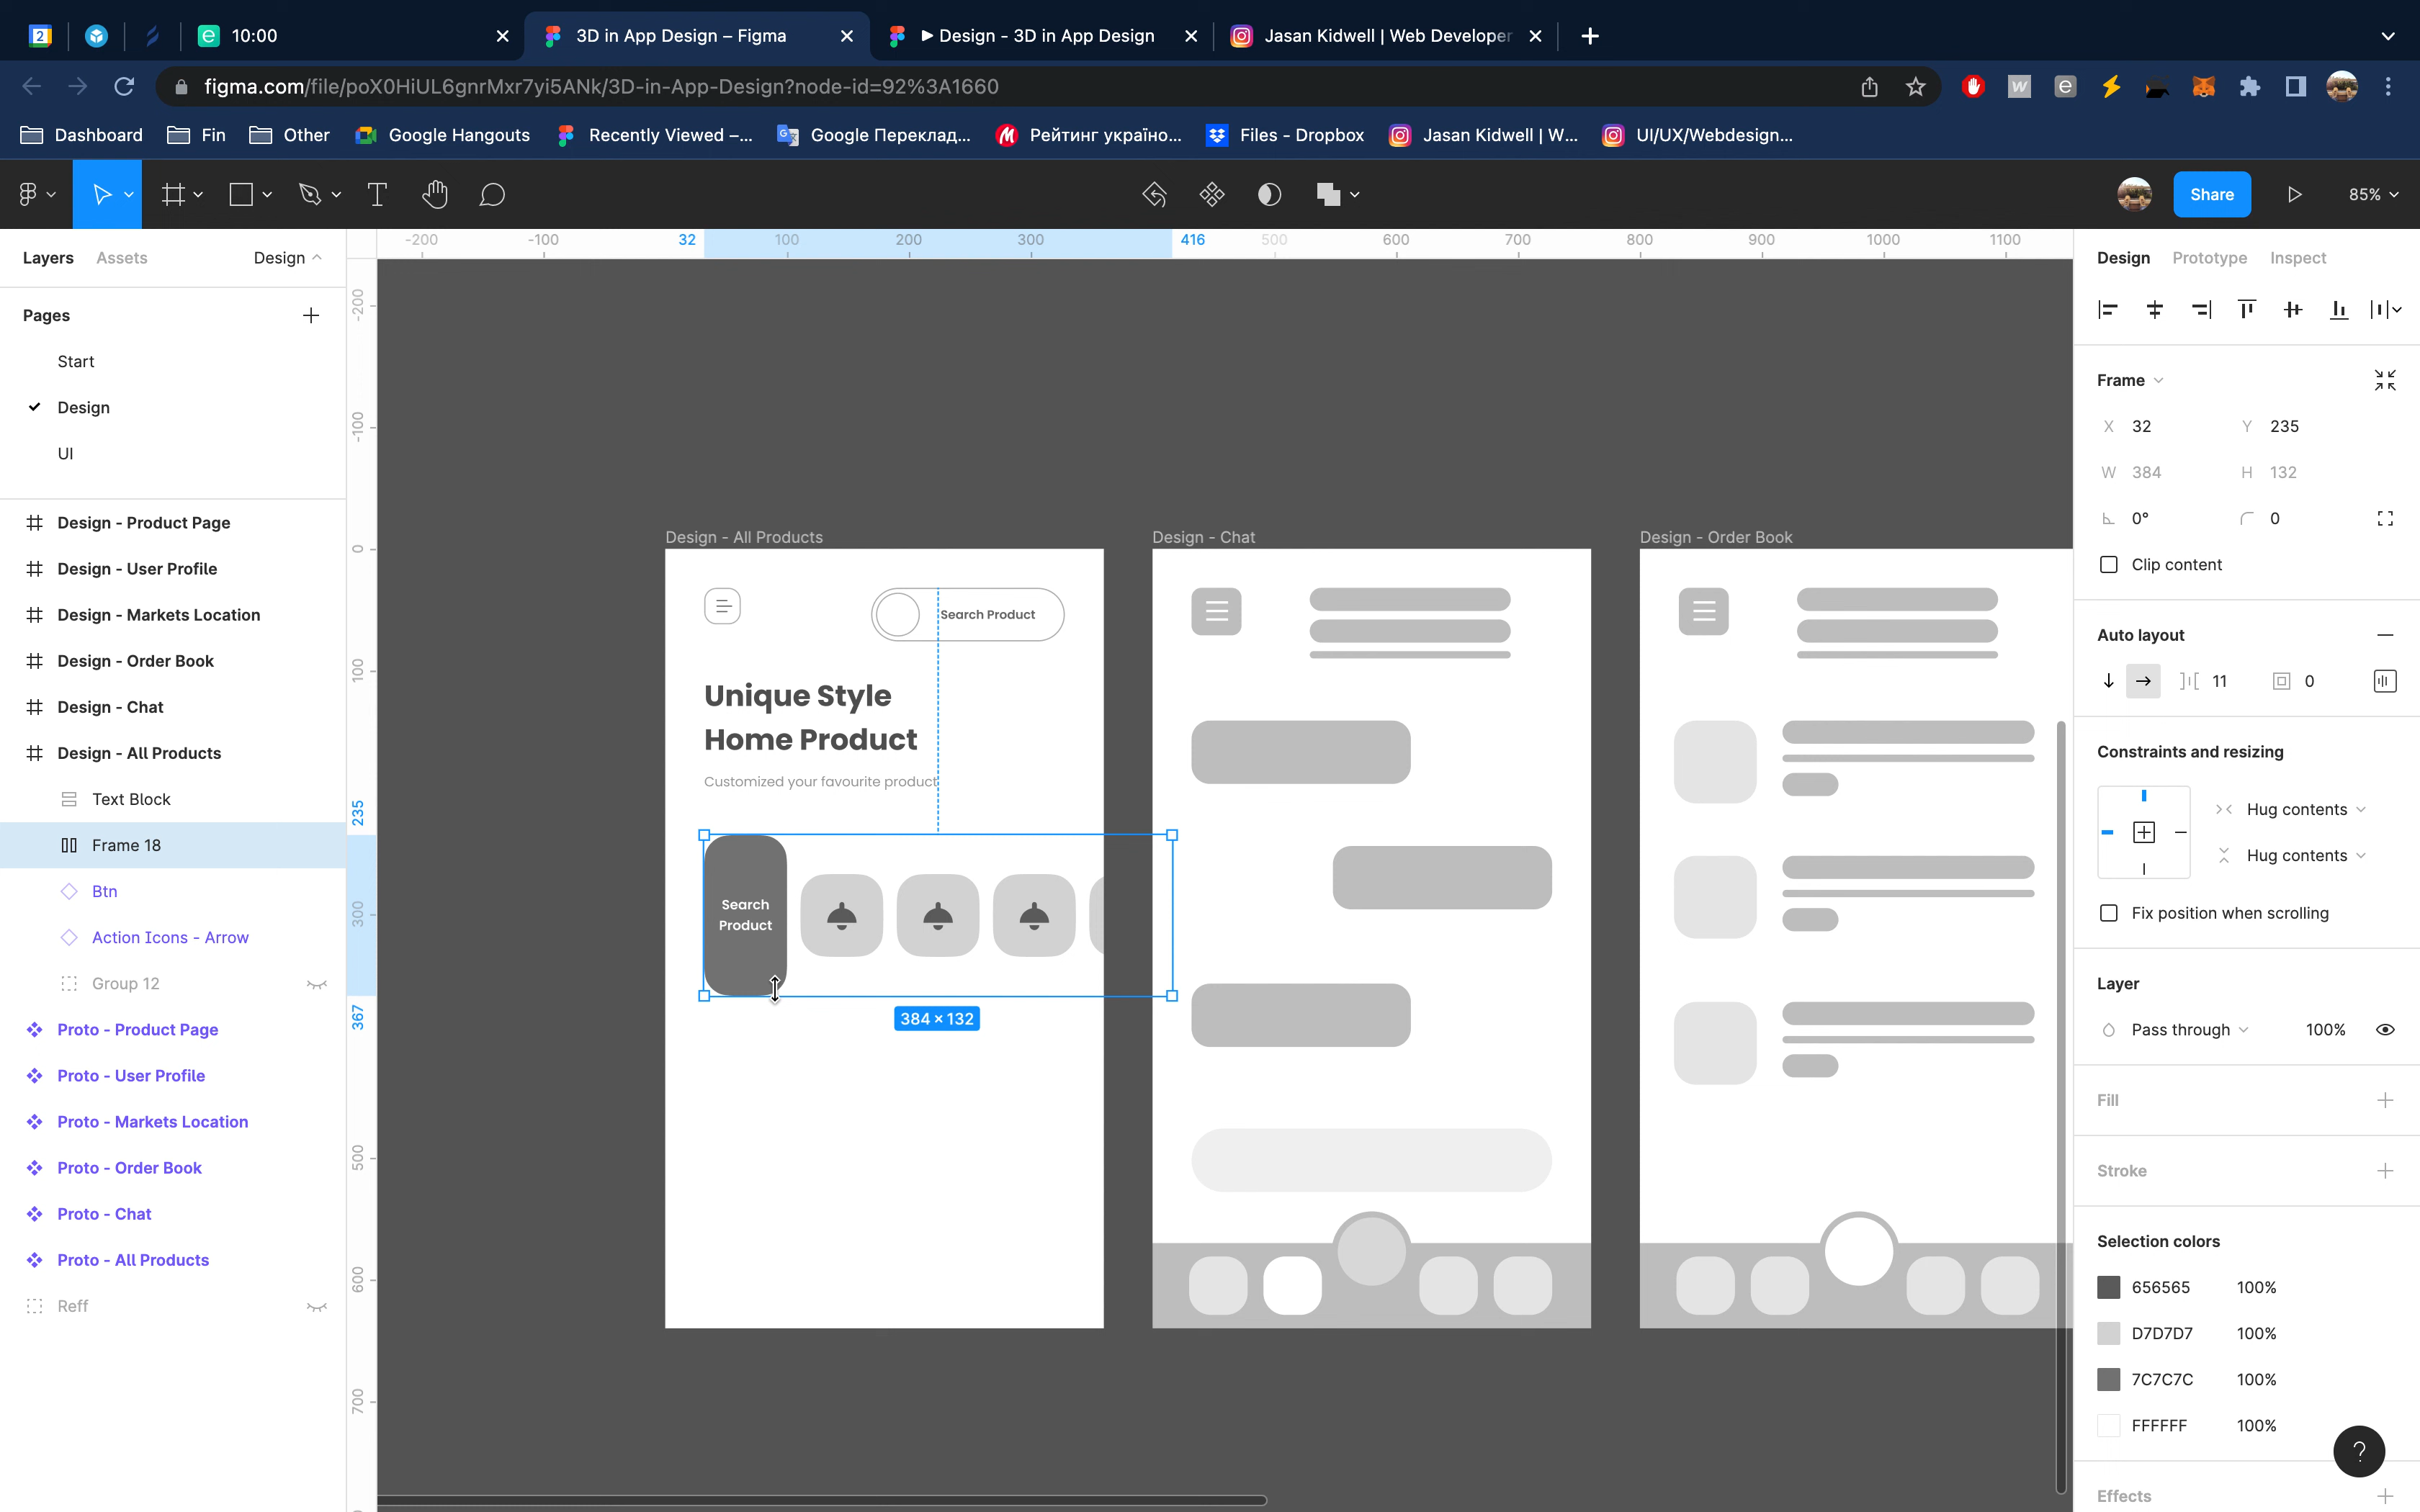 2
10:00
3D in App Design – Figma
Design - 3D in App Design
Jasan Kidwell | Web Developer
figma.com/file/poX0HiUL6gnrMxr7yi5ANk/3D-in-App-Design?node-id=92%3A1660
Dashboard
Fin
Other
Google Hangouts
Recently Viewed –...
Google Переклад...
Рейтинг україно...
Files - Dropbox
Jasan Kidwell | W...
UI/UX/Webdesign...
Share
85%
Layers
Assets
Design
Pages
Start
Design
UI
Design - Product Page
Design - User Profile
Design - Markets Location
Design - Order Book
Design - Chat
Design - All Products
Text Block
Frame 18
Btn
Action Icons - Arrow
Group 12
Proto - Product Page
Proto - User Profile
Proto - Markets Location
Proto - Order Book
Proto - Chat
Proto - All Products
Reff
-200 -100 32 100 200 300 416 500 600 700 800 900 1000 1100
-200
-100
0
100
235
300
367
500
600
700
Design - All Products
Design - Chat
Design - Order Book
Search Product
Unique Style
Home Product
Customized your favourite product
Search
Product
384 × 132
Design
Prototype
Inspect
Frame
X 32
Y 235
W 384
H 132
0°
0
Clip content
Auto layout
11
0
Constraints and resizing
Hug contents
Hug contents
Fix position when scrolling
Layer
Pass through
100%
Fill
Stroke
Selection colors
656565 100%
D7D7D7 100%
7C7C7C 100%
FFFFFF 100%
?
Effects